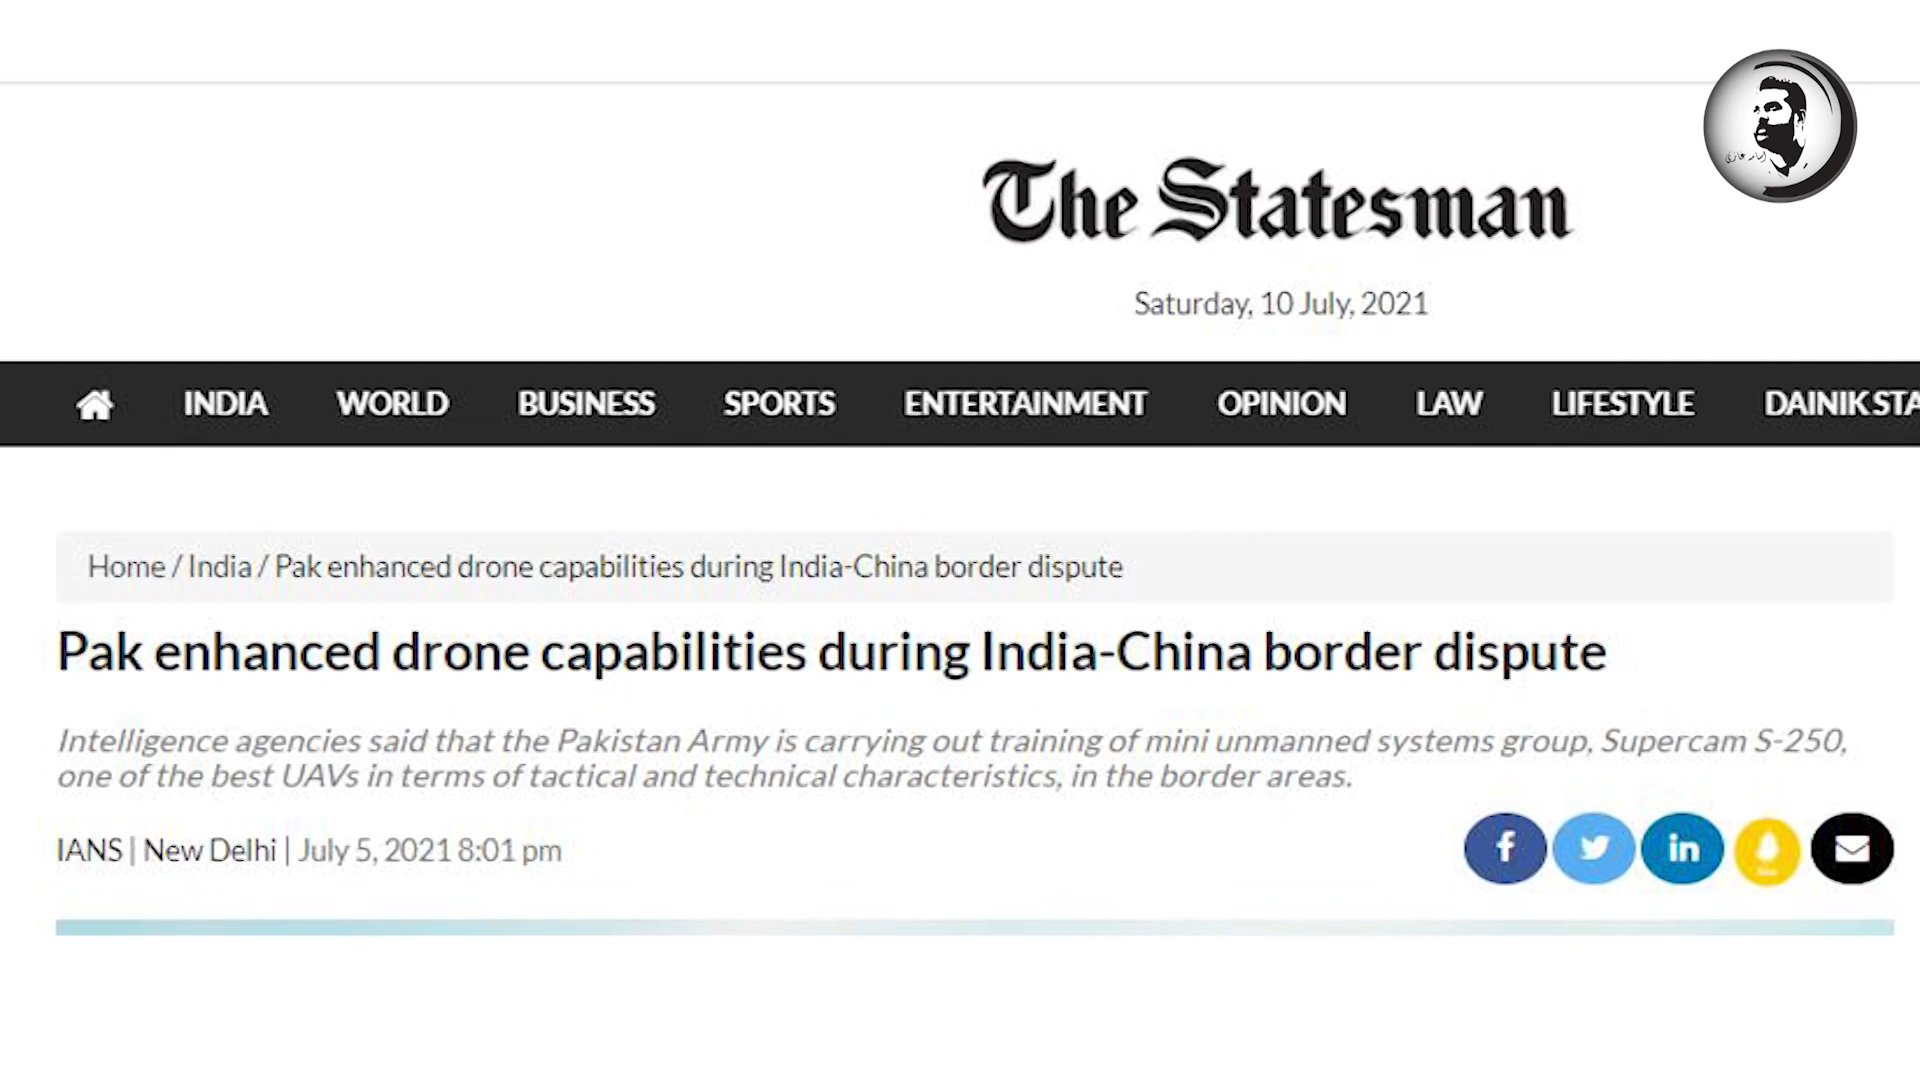 The Statesman
اسامہ غازی
Saturday, 10 July, 2021
INDIA WORLD BUSINESS SPORTS ENTERTAINMENT OPINION LAW LIFESTYLE DAINIK STA
Home / India / Pak enhanced drone capabilities during India-China border dispute
Pak enhanced drone capabilities during India-China border dispute
Intelligence agencies said that the Pakistan Army is carrying out training of mini unmanned systems group, Supercam S-250,
one of the best UAVs in terms of tactical and technical characteristics, in the border areas.
IANS | New Delhi | July 5, 2021 8:01 pm